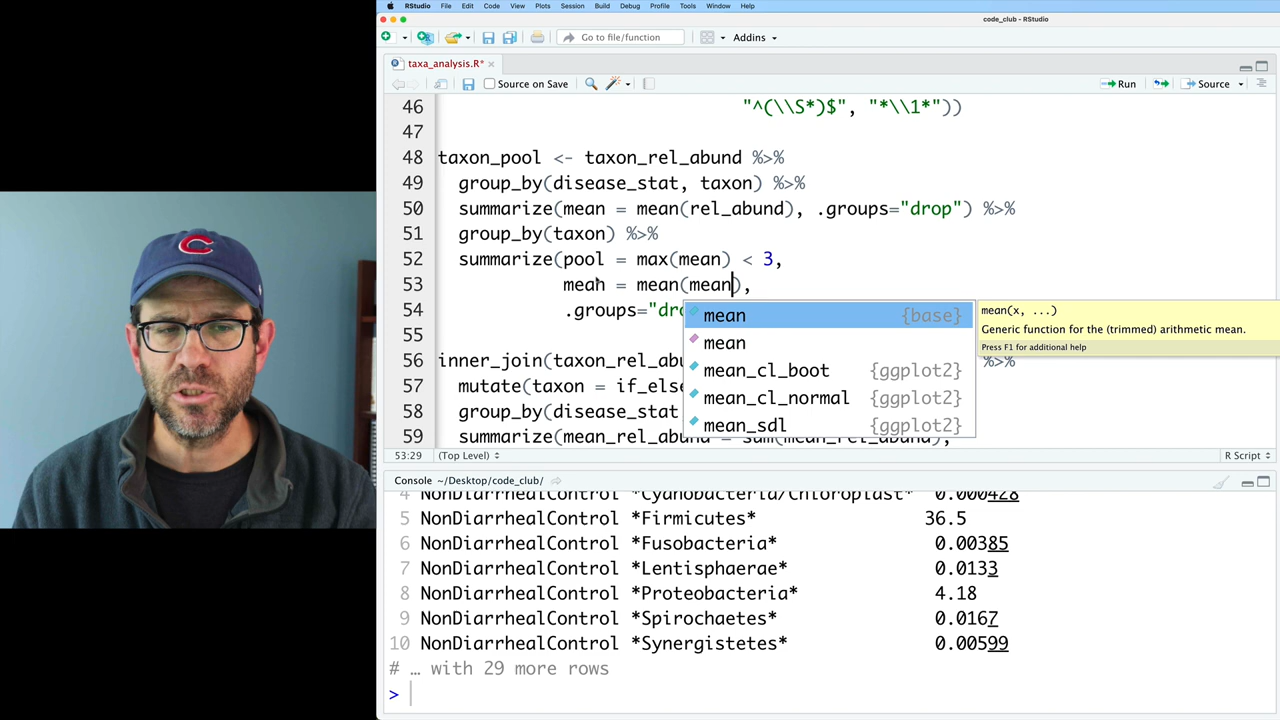 RStudio File Edit Code View Plots Session Build Debug Profile Tools Window Help
code_club - RStudio
Go to file/function Addins
taxa_analysis.R*
Source on Save Run Source
46 "^(\\S*)$", "*\\1*"))
47
48 taxon_pool <- taxon_rel_abund %>%
49 group_by(disease_stat, taxon) %>%
50 summarize(mean = mean(rel_abund), .groups="drop") %>%
51 group_by(taxon) %>%
52 summarize(pool = max(mean) < 3,
53 mean = mean(mean),
54 .groups="dro
mean {base}
mean
mean_cl_boot {ggplot2}
mean_cl_normal {ggplot2}
mean_sdl {ggplot2}
mean(x, ...)
Generic function for the (trimmed) arithmetic mean.
Press F1 for additional help
55
56 inner_join(taxon_rel_abu %>%
57 mutate(taxon = if_else
58 group_by(disease_stat
59 summarize(mean_rel_abund = sum(mean_rel_abund),
53:29 (Top Level) R Script
Console ~/Desktop/code_club/
4 NonDiarrhealControl *Cyanobacteria/Chloroplast* 0.000428
5 NonDiarrhealControl *Firmicutes* 36.5
6 NonDiarrhealControl *Fusobacteria* 0.00385
7 NonDiarrhealControl *Lentisphaerae* 0.0133
8 NonDiarrhealControl *Proteobacteria* 4.18
9 NonDiarrhealControl *Spirochaetes* 0.0167
10 NonDiarrhealControl *Synergistetes* 0.00599
# … with 29 more rows
>